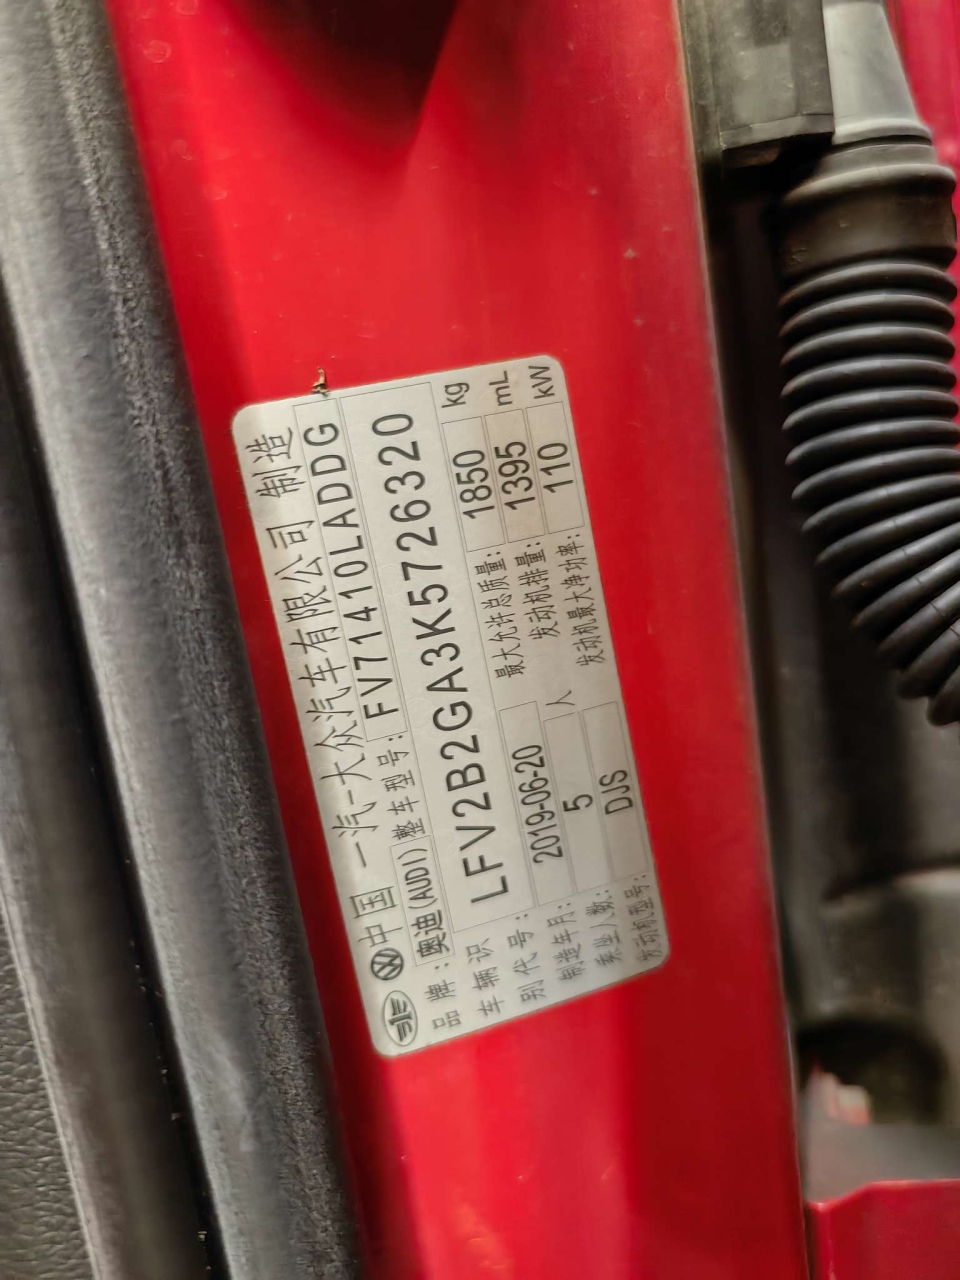 中国一汽-大众汽车有限公司 制造
品牌: 奥迪(AUDI) 整车型号: FV71410LADDG
车辆识别代号: LFV2B2GA3K5726320
制造年月: 2019-06-20 最大允许总质量: 1850 kg
乘坐人数: 5 人 发动机排量: 1395 mL
发动机型号: DJS 发动机最大净功率: 110 kW